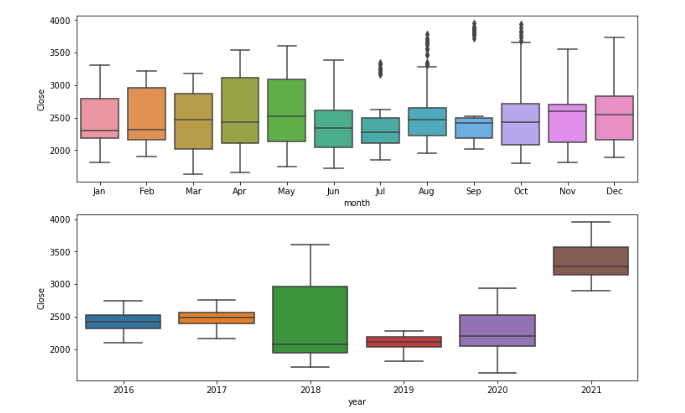 4000
3500
3000
2500
2000
Close
Jan Feb Mar Apr May Jun Jul Aug Sep Oct Nov Dec
month
4000
3500
3000
2500
2000
Close
2016 2017 2018 2019 2020 2021
year